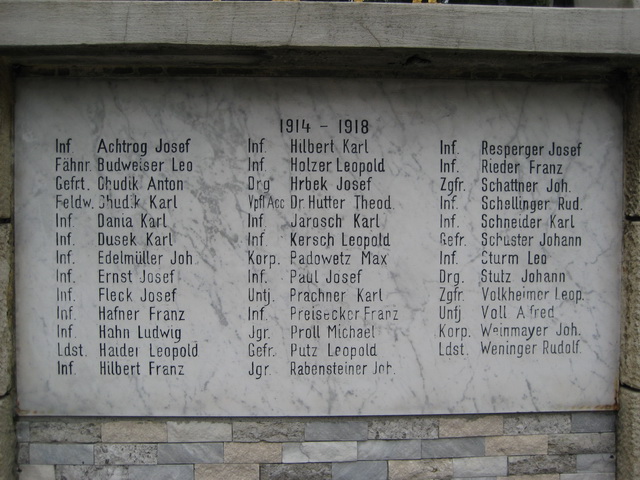 1914 - 1918
Inf. Achtrog Josef
Fähnr. Budweiser Leo
Gefrt. Chudik Anton
Feldw. Chudik Karl
Inf. Dania Karl
Inf. Dusek Karl
Inf. Edelmüller Joh.
Inf. Ernst Josef
Inf. Fleck Josef
Inf. Hafner Franz
Inf. Hahn Ludwig
Ldst. Haider Leopold
Inf. Hilbert Franz
Inf. Hilbert Karl
Inf. Holzer Leopold
Drg Hrbek Josef
Vpfl Acc Dr Hutter Theod.
Inf. Jarosch Karl
Inf. Kersch Leopold
Korp. Padowetz Max
Inf. Paul Josef
Untj. Prachner Karl
Inf. Preisecker Franz
Jgr. Proll Michael
Gefr. Putz Leopold
Jgr. Rabensteiner Joh.
Inf. Resperger Josef
Inf. Rieder Franz
Zgfr. Schattner Joh.
Inf. Schellinger Rud.
Inf. Schneider Karl
Gefr. Schuster Johann
Inf. Sturm Leo
Drg. Stutz Johann
Zgfr. Volkheimer Leop.
Untj Voll Alfred
Korp. Weinmayer Joh.
Ldst. Weninger Rudolf.